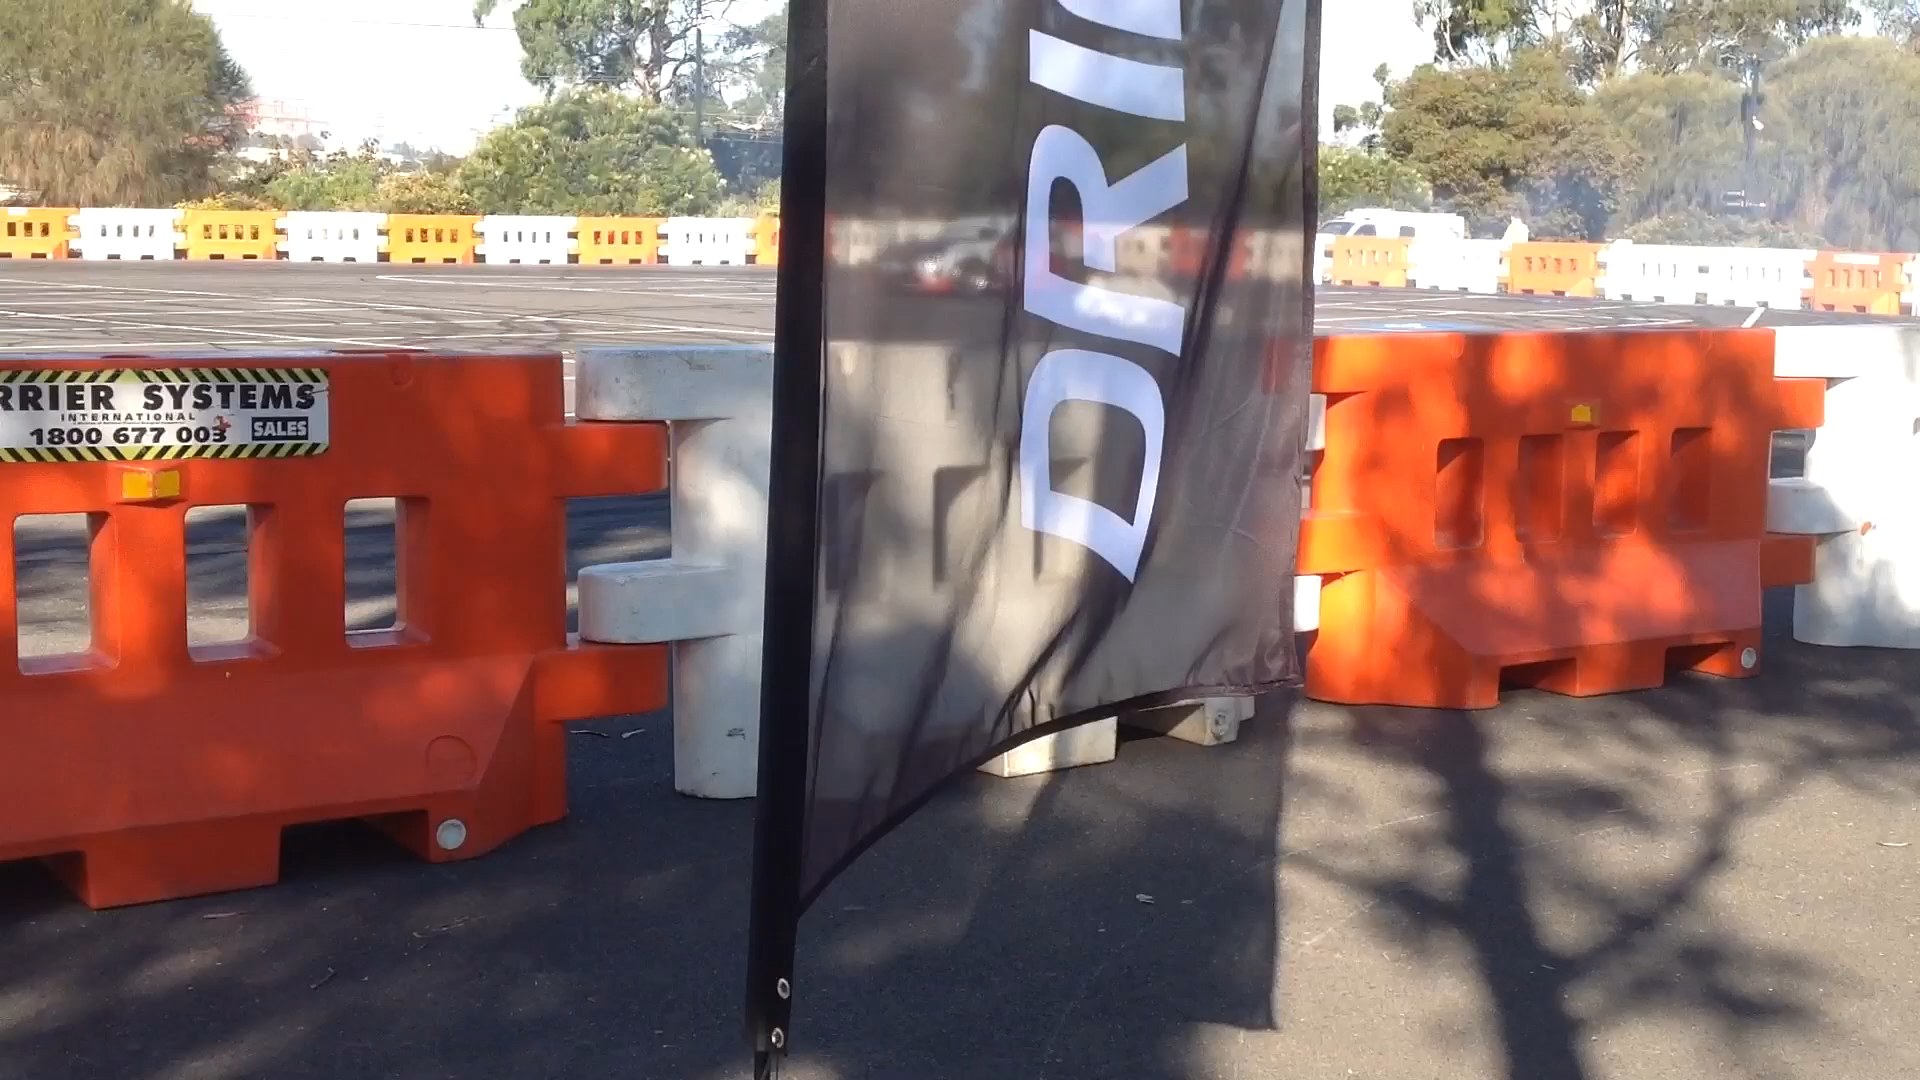 RRIER SYSTEMS
INTERNATIONAL
1800 677 003
SALES
DRI